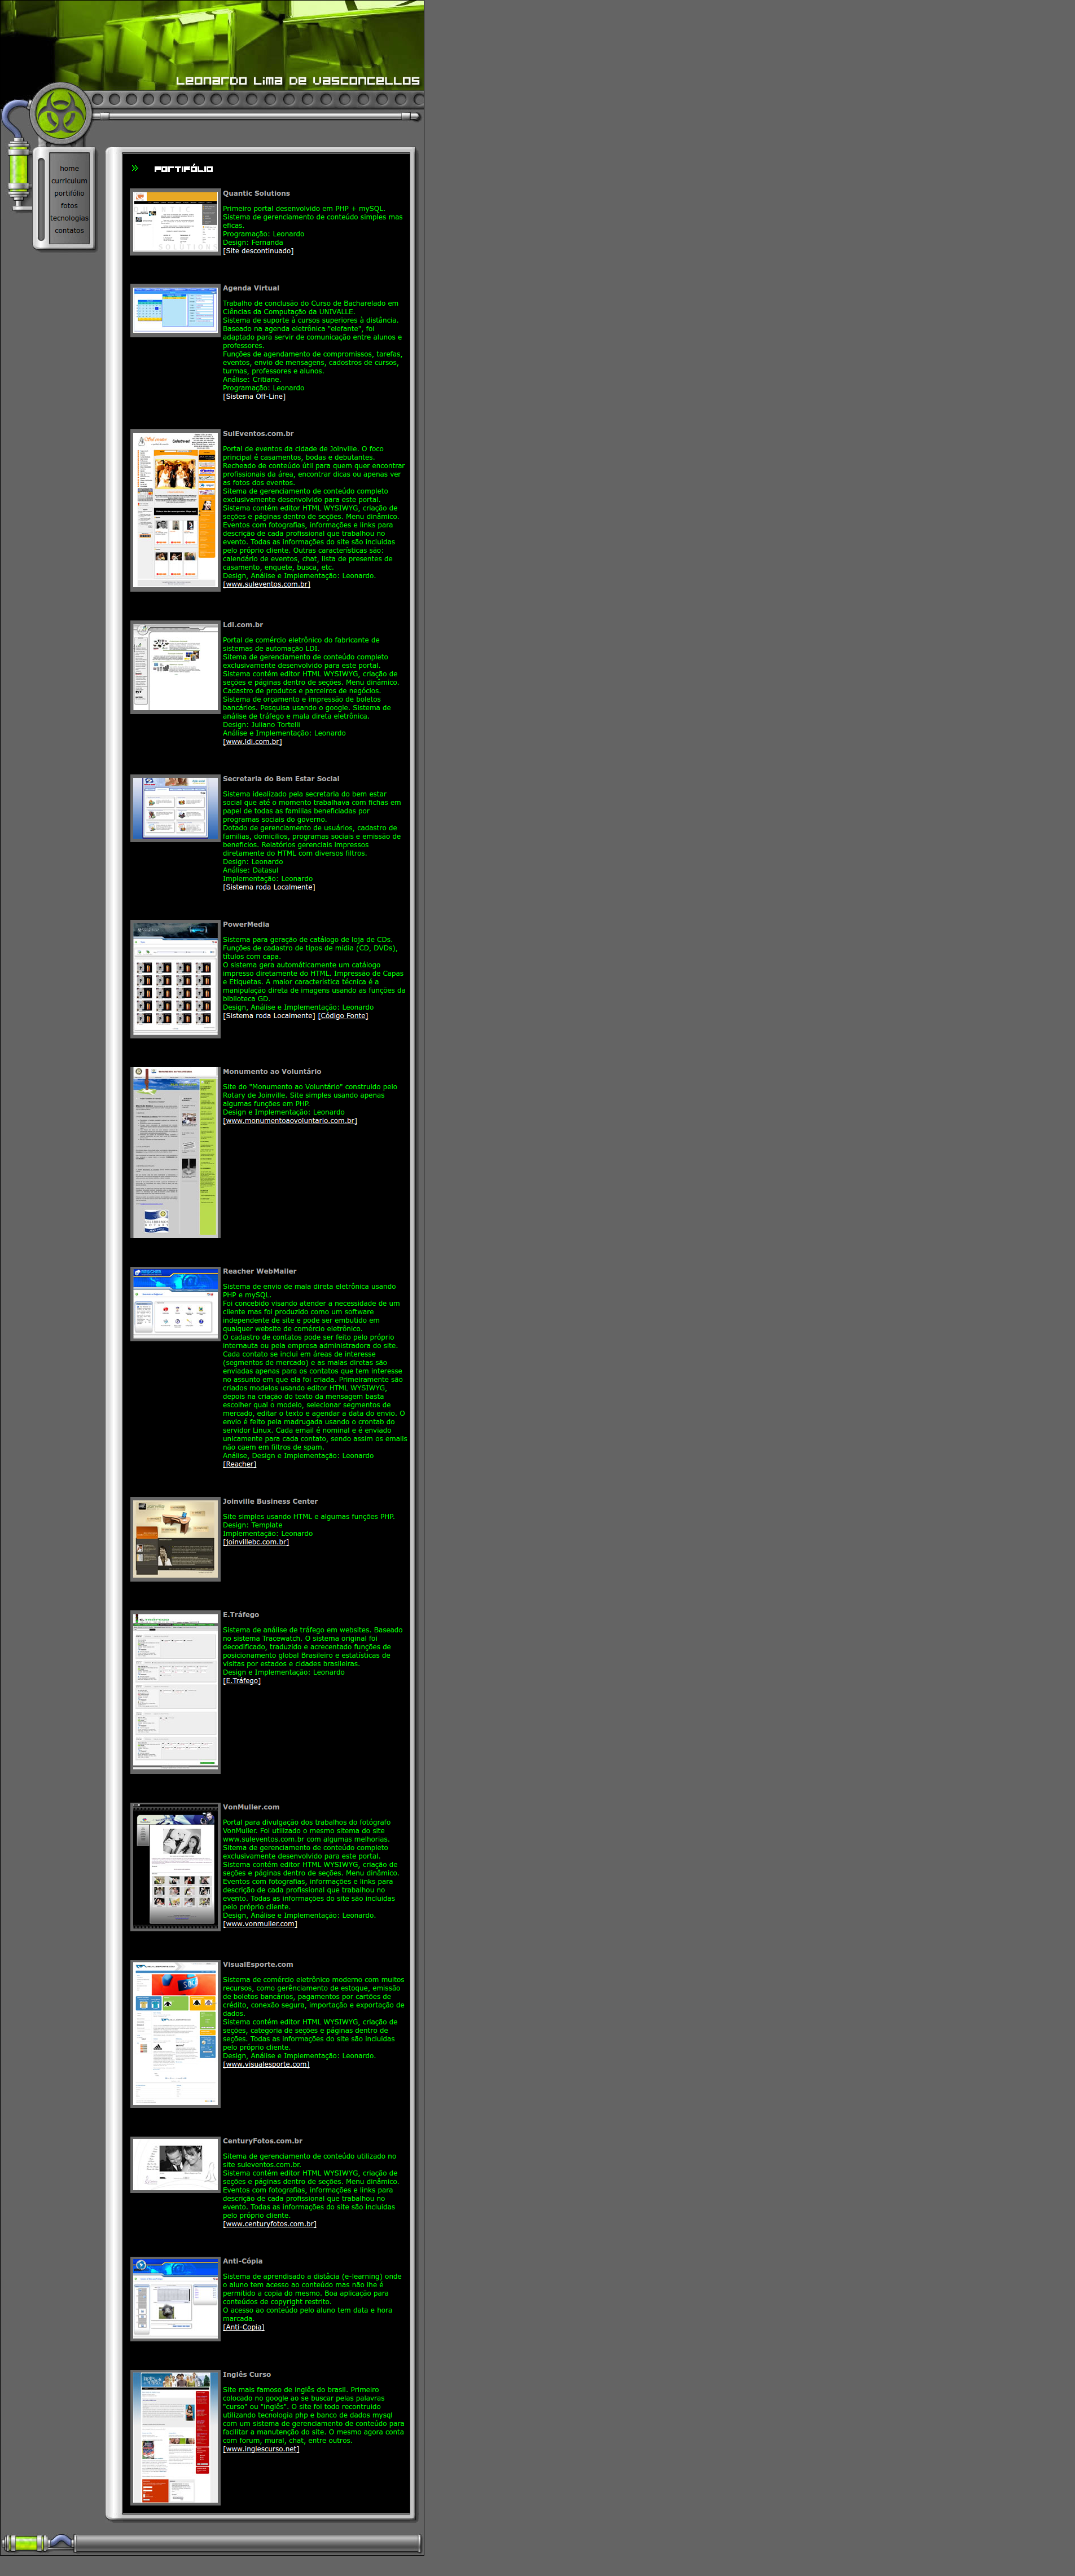 Leonardo Lima de Vasconcellos
home
curriculum
portifólio
fotos
tecnologias
contatos
Portifólio
Quantic Solutions
Primeiro portal desenvolvido em PHP + mySQL.
Sistema de gerenciamento de conteúdo simples mas
eficas.
Programação: Leonardo
Design: Fernanda
[Site descontinuado]
Agenda Virtual
Trabalho de conclusão do Curso de Bacharelado em
Ciências da Computação da UNIVALLE.
Sistema de suporte à cursos superiores à distância.
Baseado na agenda eletrônica "elefante", foi
adaptado para servir de comunicação entre alunos e
professores.
Funções de agendamento de compromissos, tarefas,
eventos, envio de mensagens, cadastros de cursos,
turmas, professores e alunos.
Análise: Critiane.
Programação: Leonardo
[Sistema Off-Line]
SulEventos.com.br
Portal de eventos da cidade de Joinville. O foco
principal é casamentos, bodas e debutantes.
Recheado de conteúdo útil para quem quer encontrar
profissionais da área, encontrar dicas ou apenas ver
as fotos dos eventos.
Sitema de gerenciamento de conteúdo completo
exclusivamente desenvolvido para este portal.
Sistema contém editor HTML WYSIWYG, criação de
seções e páginas dentro de seções. Menu dinâmico.
Eventos com fotografias, informações e links para
descrição de cada profissional que trabalhou no
evento. Todas as informações do site são incluidas
pelo próprio cliente. Outras características são:
calendário de eventos, chat, lista de presentes de
casamento, enquete, busca, etc.
Design, Análise e Implementação: Leonardo.
[www.suleventos.com.br]
Ldi.com.br
Portal de comércio eletrônico do fabricante de
sistemas de automação LDI.
Sitema de gerenciamento de conteúdo completo
exclusivamente desenvolvido para este portal.
Sistema contém editor HTML WYSIWYG, criação de
seções e páginas dentro de seções. Menu dinâmico.
Cadastro de produtos e parceiros de negócios.
Sistema de orçamento e impressão de boletos
bancários. Pesquisa usando o google. Sistema de
análise de tráfego e mala direta eletrônica.
Design: Juliano Tortelli
Análise e Implementação: Leonardo
[www.ldi.com.br]
Secretaria do Bem Estar Social
Sistema idealizado pela secretaria do bem estar
social que até o momento trabalhava com fichas em
papel de todas as familias beneficiadas por
programas sociais do governo.
Dotado de gerenciamento de usuários, cadastro de
familias, domicilios, programas sociais e emissão de
benefícios. Relatórios gerenciais impressos
diretamente do HTML com diversos filtros.
Design: Leonardo
Análise: Datasul
Implementação: Leonardo
[Sistema roda Localmente]
PowerMedia
Sistema para geração de catálogo de loja de CDs.
Funções de cadastro de tipos de mídia (CD, DVDs),
títulos com capa.
O sistema gera automáticamente um catálogo
impresso diretamente do HTML. Impressão de Capas
e Etiquetas. A maior característica técnica é a
manipulação direta de imagens usando as funções da
biblioteca GD.
Design, Análise e Implementação: Leonardo
[Sistema roda Localmente] [Código Fonte]
Monumento ao Voluntário
Site do "Monumento ao Voluntário" construido pelo
Rotary de Joinville. Site simples usando apenas
algumas funções em PHP.
Design e Implementação: Leonardo
[www.monumentoaovoluntario.com.br]
Reacher WebMailer
Sistema de envio de mala direta eletrônica usando
PHP e mySQL.
Foi concebido visando atender a necessidade de um
cliente mas foi produzido como um software
independente de site e pode ser embutido em
qualquer website de comércio eletrônico.
O cadastro de contatos pode ser feito pelo próprio
internauta ou pela empresa administradora do site.
Cada contato se inclui em áreas de interesse
(segmentos de mercado) e as malas diretas são
enviadas apenas para os contatos que tem interesse
no assunto em que ela foi criada. Primeiramente são
criados modelos usando editor HTML WYSIWYG,
depois na criação do texto da mensagem basta
escolher qual o modelo, selecionar segmentos de
mercado, editar o texto e agendar a data do envio. O
envio é feito pela madrugada usando o crontab do
servidor Linux. Cada email é nominal e é enviado
unicamente para cada contato, sendo assim os emails
não caem em filtros de spam.
Análise, Design e Implementação: Leonardo
[Reacher]
Joinville Business Center
Site simples usando HTML e algumas funções PHP.
Design: Template
Implementação: Leonardo
[joinvillebc.com.br]
E.Tráfego
Sistema de análise de tráfego em websites. Baseado
no sistema Tracewatch. O sistema original foi
decodificado, traduzido e acrecentado funções de
posicionamento global Brasileiro e estatísticas de
visitas por estados e cidades brasileiras.
Design e Implementação: Leonardo
[E.Tráfego]
VonMuller.com
Portal para divulgação dos trabalhos do fotógrafo
VonMuller. Foi utilizado o mesmo sitema do site
www.suleventos.com.br com algumas melhorias.
Sitema de gerenciamento de conteúdo completo
exclusivamente desenvolvido para este portal.
Sistema contém editor HTML WYSIWYG, criação de
seções e páginas dentro de seções. Menu dinâmico.
Eventos com fotografias, informações e links para
descrição de cada profissional que trabalhou no
evento. Todas as informações do site são incluidas
pelo próprio cliente.
Design, Análise e Implementação: Leonardo.
[www.vonmuller.com]
VisualEsporte.com
Sistema de comércio eletrônico moderno com muitos
recursos, como gerênciamento de estoque, emissão
de boletos bancários, pagamentos por cartões de
crédito, conexão segura, importação e exportação de
dados.
Sistema contém editor HTML WYSIWYG, criação de
seções, categoria de seções e páginas dentro de
seções. Todas as informações do site são incluidas
pelo próprio cliente.
Design, Análise e Implementação: Leonardo.
[www.visualesporte.com]
CenturyFotos.com.br
Sitema de gerenciamento de conteúdo utilizado no
site suleventos.com.br.
Sistema contém editor HTML WYSIWYG, criação de
seções e páginas dentro de seções. Menu dinâmico.
Eventos com fotografias, informações e links para
descrição de cada profissional que trabalhou no
evento. Todas as informações do site são incluidas
pelo próprio cliente.
[www.centuryfotos.com.br]
Anti-Cópia
Sistema de aprendisado a distâcia (e-learning) onde
o aluno tem acesso ao conteúdo mas não lhe é
permitido a copia do mesmo. Boa aplicação para
conteúdos de copyright restrito.
O acesso ao conteúdo pelo aluno tem data e hora
marcada.
[Anti-Copia]
Inglês Curso
Site mais famoso de inglês do brasil. Primeiro
colocado no google ao se buscar pelas palavras
"curso" ou "inglês". O site foi todo recontruido
utilizando tecnologia php e banco de dados mysql
com um sistema de gerenciamento de conteúdo para
facilitar a manutenção do site. O mesmo agora conta
com forum, mural, chat, entre outros.
[www.inglescurso.net]